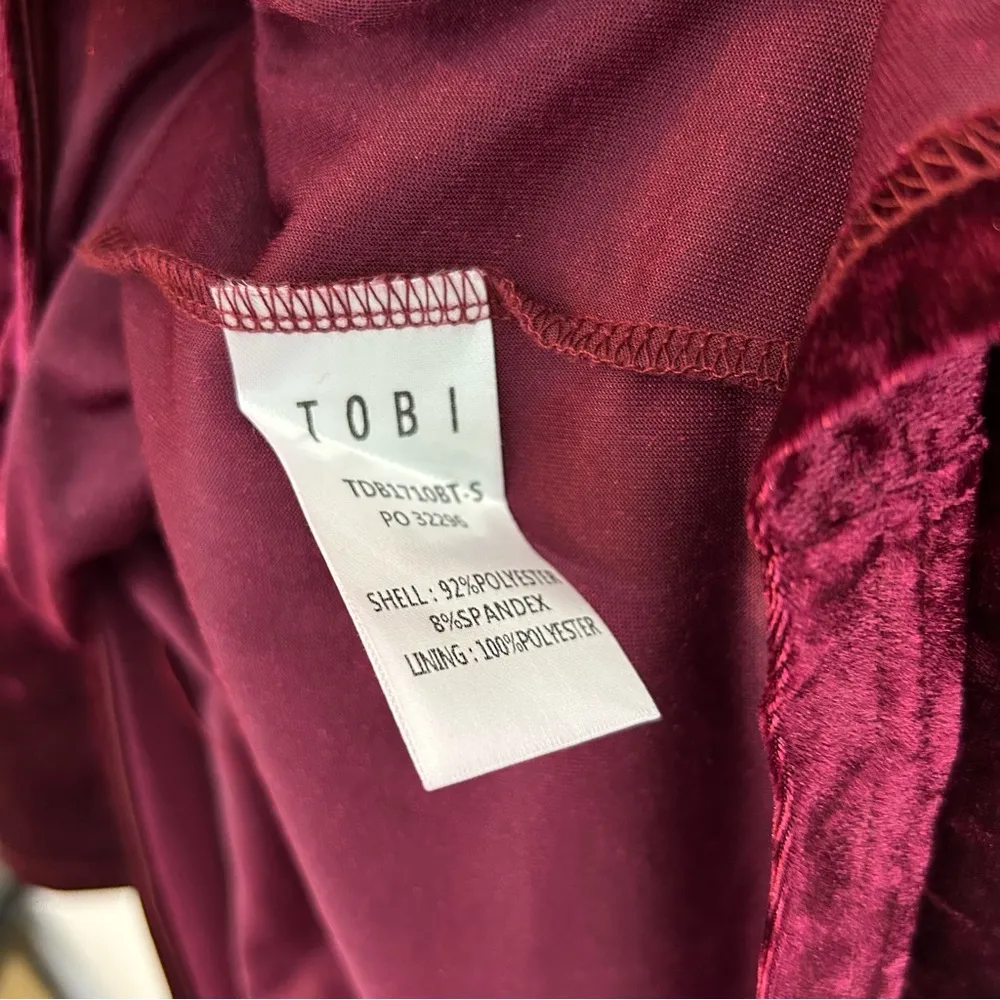 TOBI
TDB1710BT-S
PO 32296
SHELL : 92%POLYESTER
8%SPANDEX
LINING : 100%POLYESTER